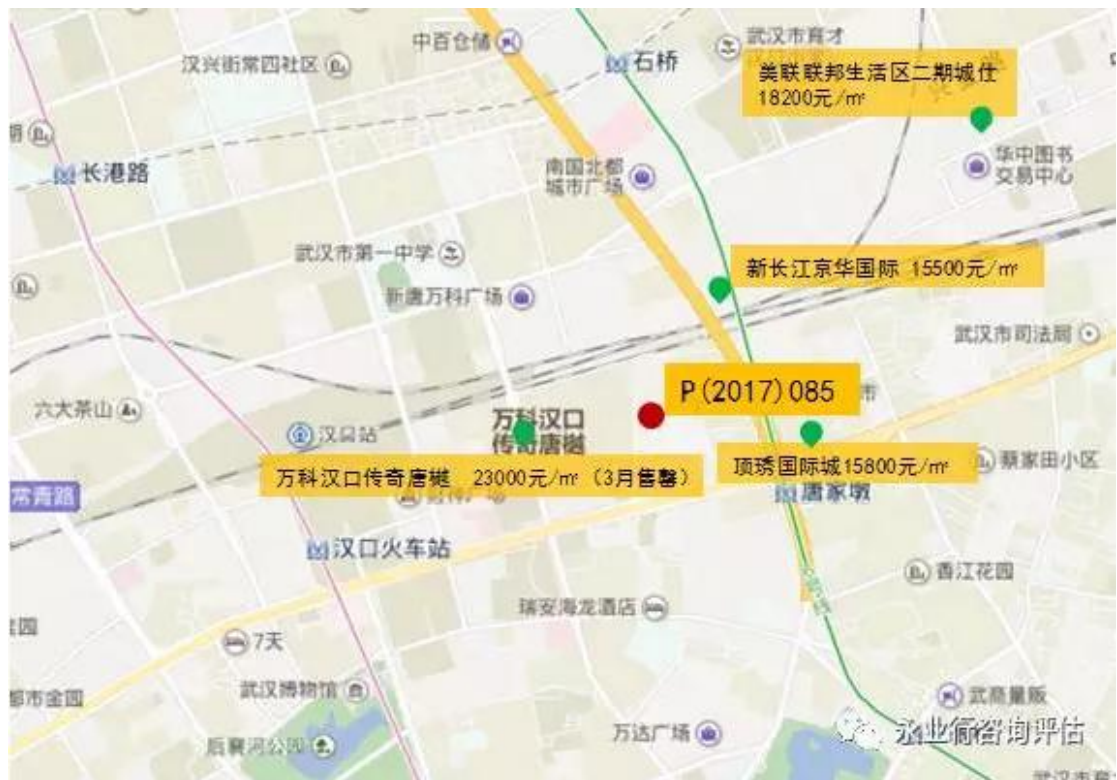 中百仓储
石桥
武汉市育才
汉兴街常四社区
美联联邦生活区二期城仕
18200元/㎡
期
长港路
南国北都
城市广场
华中图书
交易中心
武汉市第一中学
新长江京华国际 15500元/㎡
新唐万科广场
武汉市司法局
P(2017)085
六大茶山
市
万科汉口
传奇唐樾
汉口站
顶琇国际城15800元/㎡
蔡家田小区
万科汉口传奇唐樾 23000元/㎡（3月售罄）
常青路
唐家墩
汉口火车站
香江花园
瑞安海龙酒店
7天
武汉博物馆
都市金园
武商量贩
后襄河公园
万达广场
永业行咨询评估